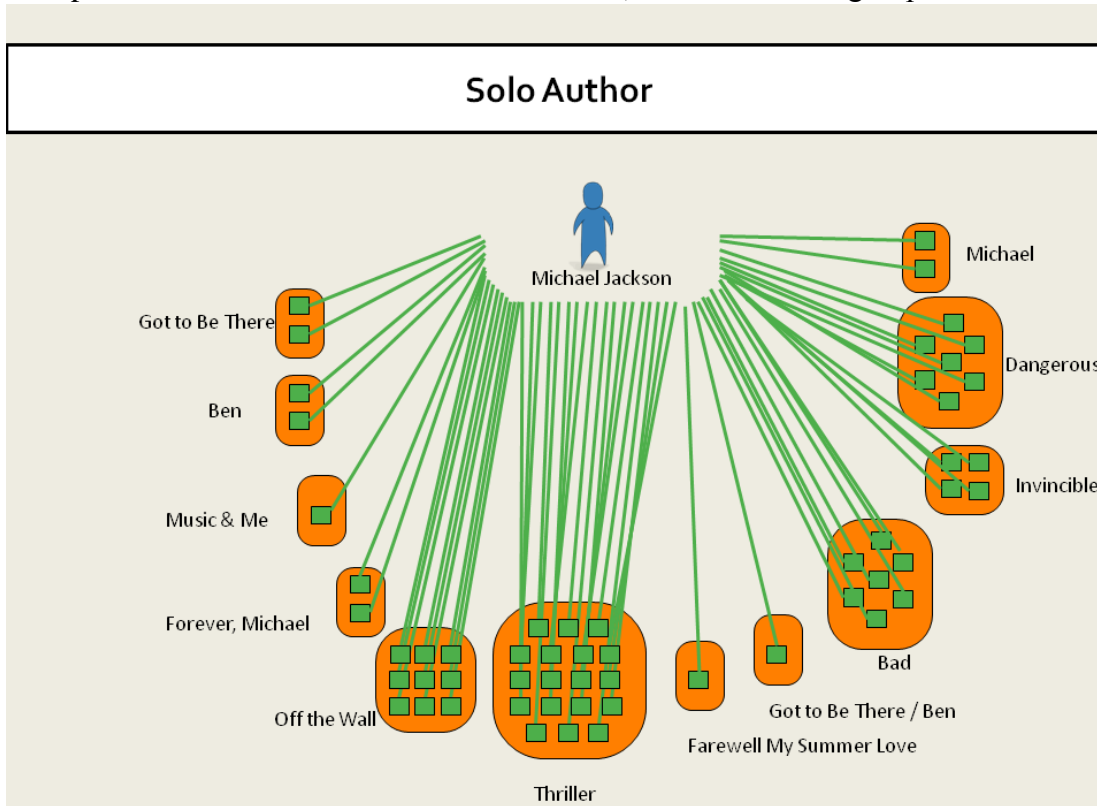 Solo Author
Michael Jackson
Michael
Got to Be There
Dangerous
Ben
Invincible
Music & Me
Forever, Michael
Bad
Off the Wall
Got to Be There / Ben
Farewell My Summer Love
Thriller